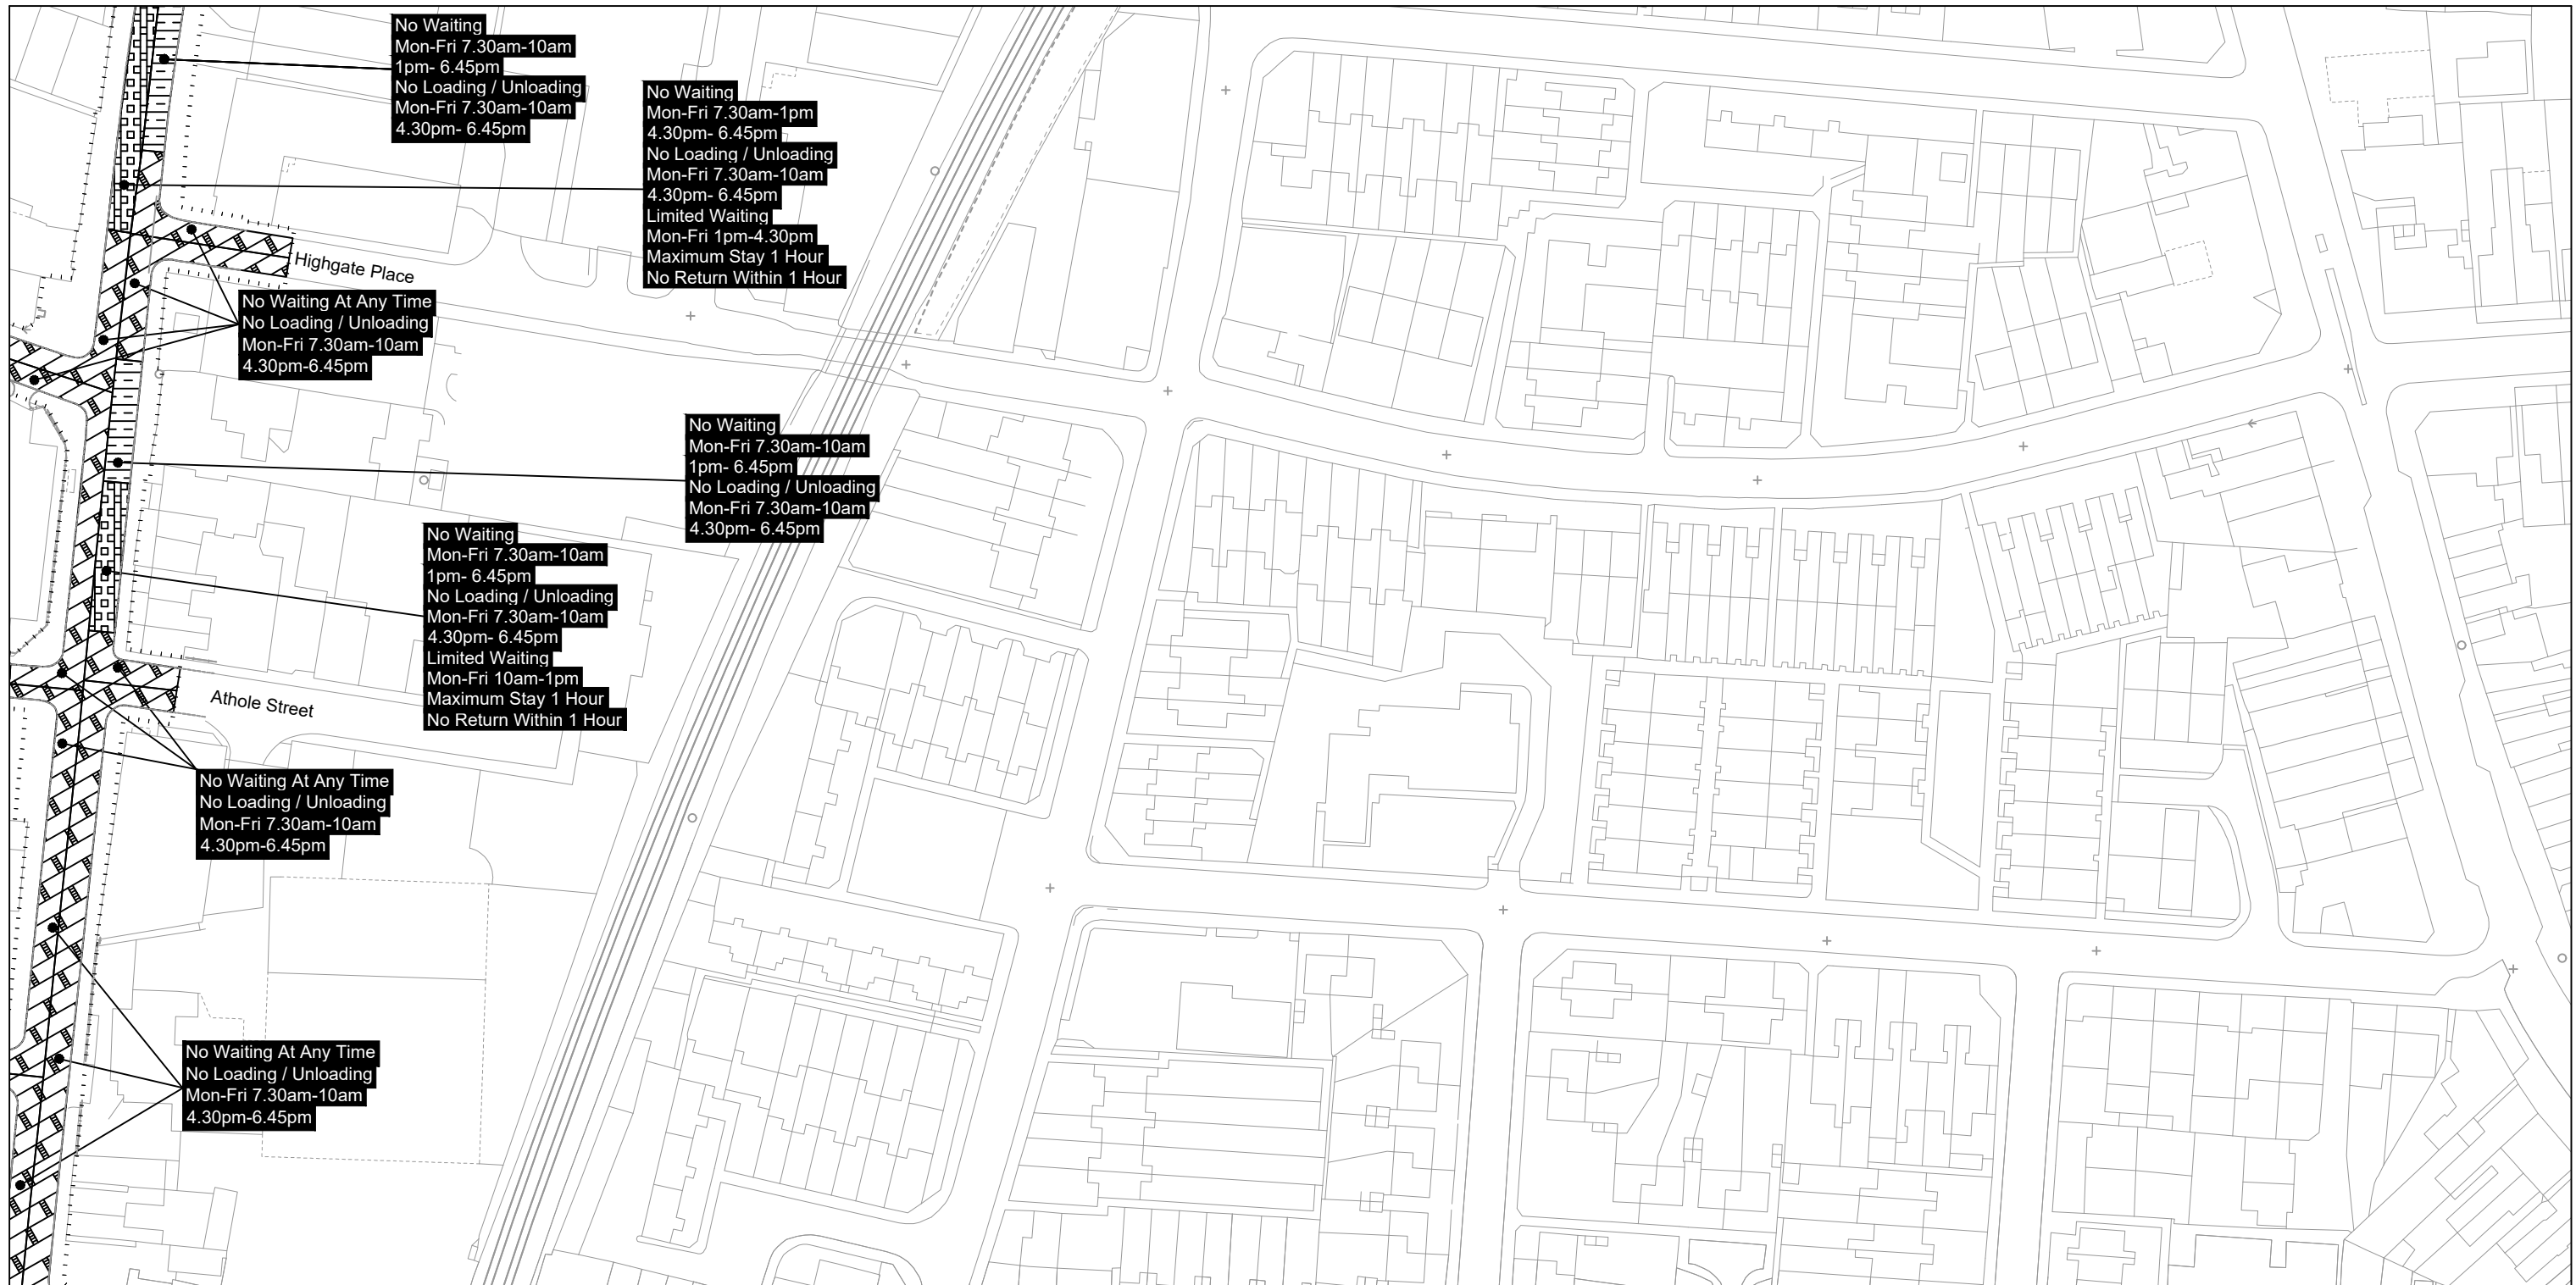 No Waiting
Mon-Fri 7.30am-10am
1pm- 6.45pm
No Loading / Unloading
Mon-Fri 7.30am-10am
4.30pm- 6.45pm
No Waiting
Mon-Fri 7.30am-1pm
4.30pm- 6.45pm
No Loading / Unloading
Mon-Fri 7.30am-10am
4.30pm- 6.45pm
Limited Waiting
Mon-Fri 1pm-4.30pm
Maximum Stay 1 Hour
No Return Within 1 Hour
Highgate Place
No Waiting At Any Time
No Loading / Unloading
Mon-Fri 7.30am-10am
4.30pm-6.45pm
No Waiting
Mon-Fri 7.30am-10am
1pm- 6.45pm
No Loading / Unloading
Mon-Fri 7.30am-10am
4.30pm- 6.45pm
No Waiting
Mon-Fri 7.30am-10am
1pm- 6.45pm
No Loading / Unloading
Mon-Fri 7.30am-10am
4.30pm- 6.45pm
Limited Waiting
Mon-Fri 10am-1pm
Maximum Stay 1 Hour
No Return Within 1 Hour
Athole Street
No Waiting At Any Time
No Loading / Unloading
Mon-Fri 7.30am-10am
4.30pm-6.45pm
No Waiting At Any Time
No Loading / Unloading
Mon-Fri 7.30am-10am
4.30pm-6.45pm